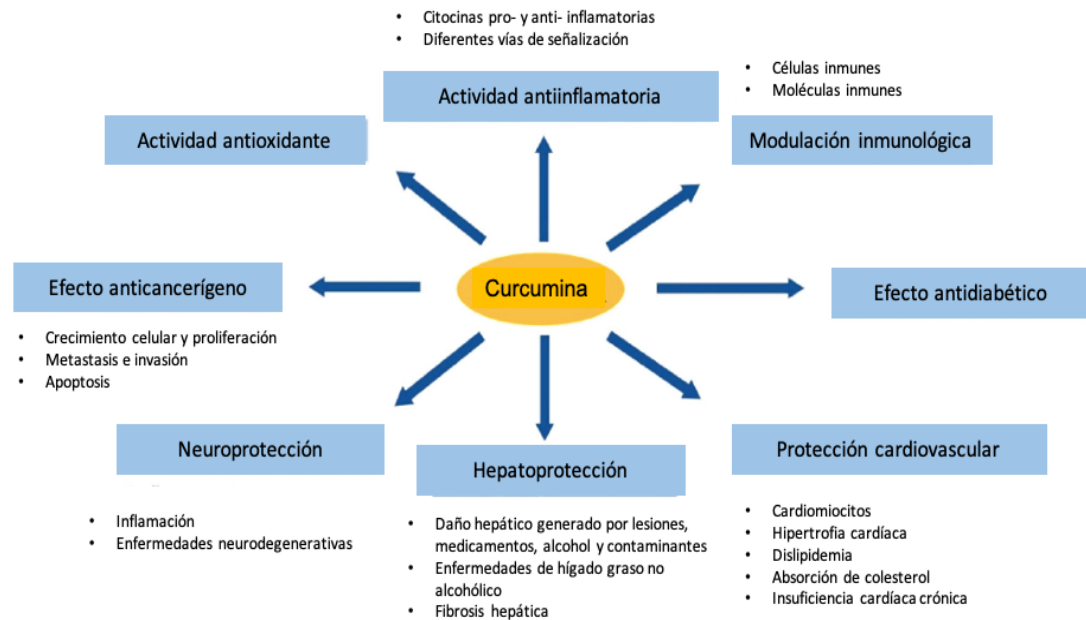 • Citocinas pro- y anti- inflamatorias
• Diferentes vías de señalización
Actividad antiinflamatoria
• Células inmunes
• Moléculas inmunes
Modulación inmunológica
Actividad antioxidante
Efecto anticancerígeno
• Crecimiento celular y proliferación
• Metastasis e invasión
• Apoptosis
Curcumina
Efecto antidiabético
Neuroprotección
• Inflamación
• Enfermedades neurodegenerativas
Hepatoprotección
• Daño hepático generado por lesiones,
medicamentos, alcohol y contaminantes
• Enfermedades de hígado graso no
alcohólico
• Fibrosis hepática
Protección cardiovascular
• Cardiomiocitos
• Hipertrofia cardíaca
• Dislipidemia
• Absorción de colesterol
• Insuficiencia cardíaca crónica